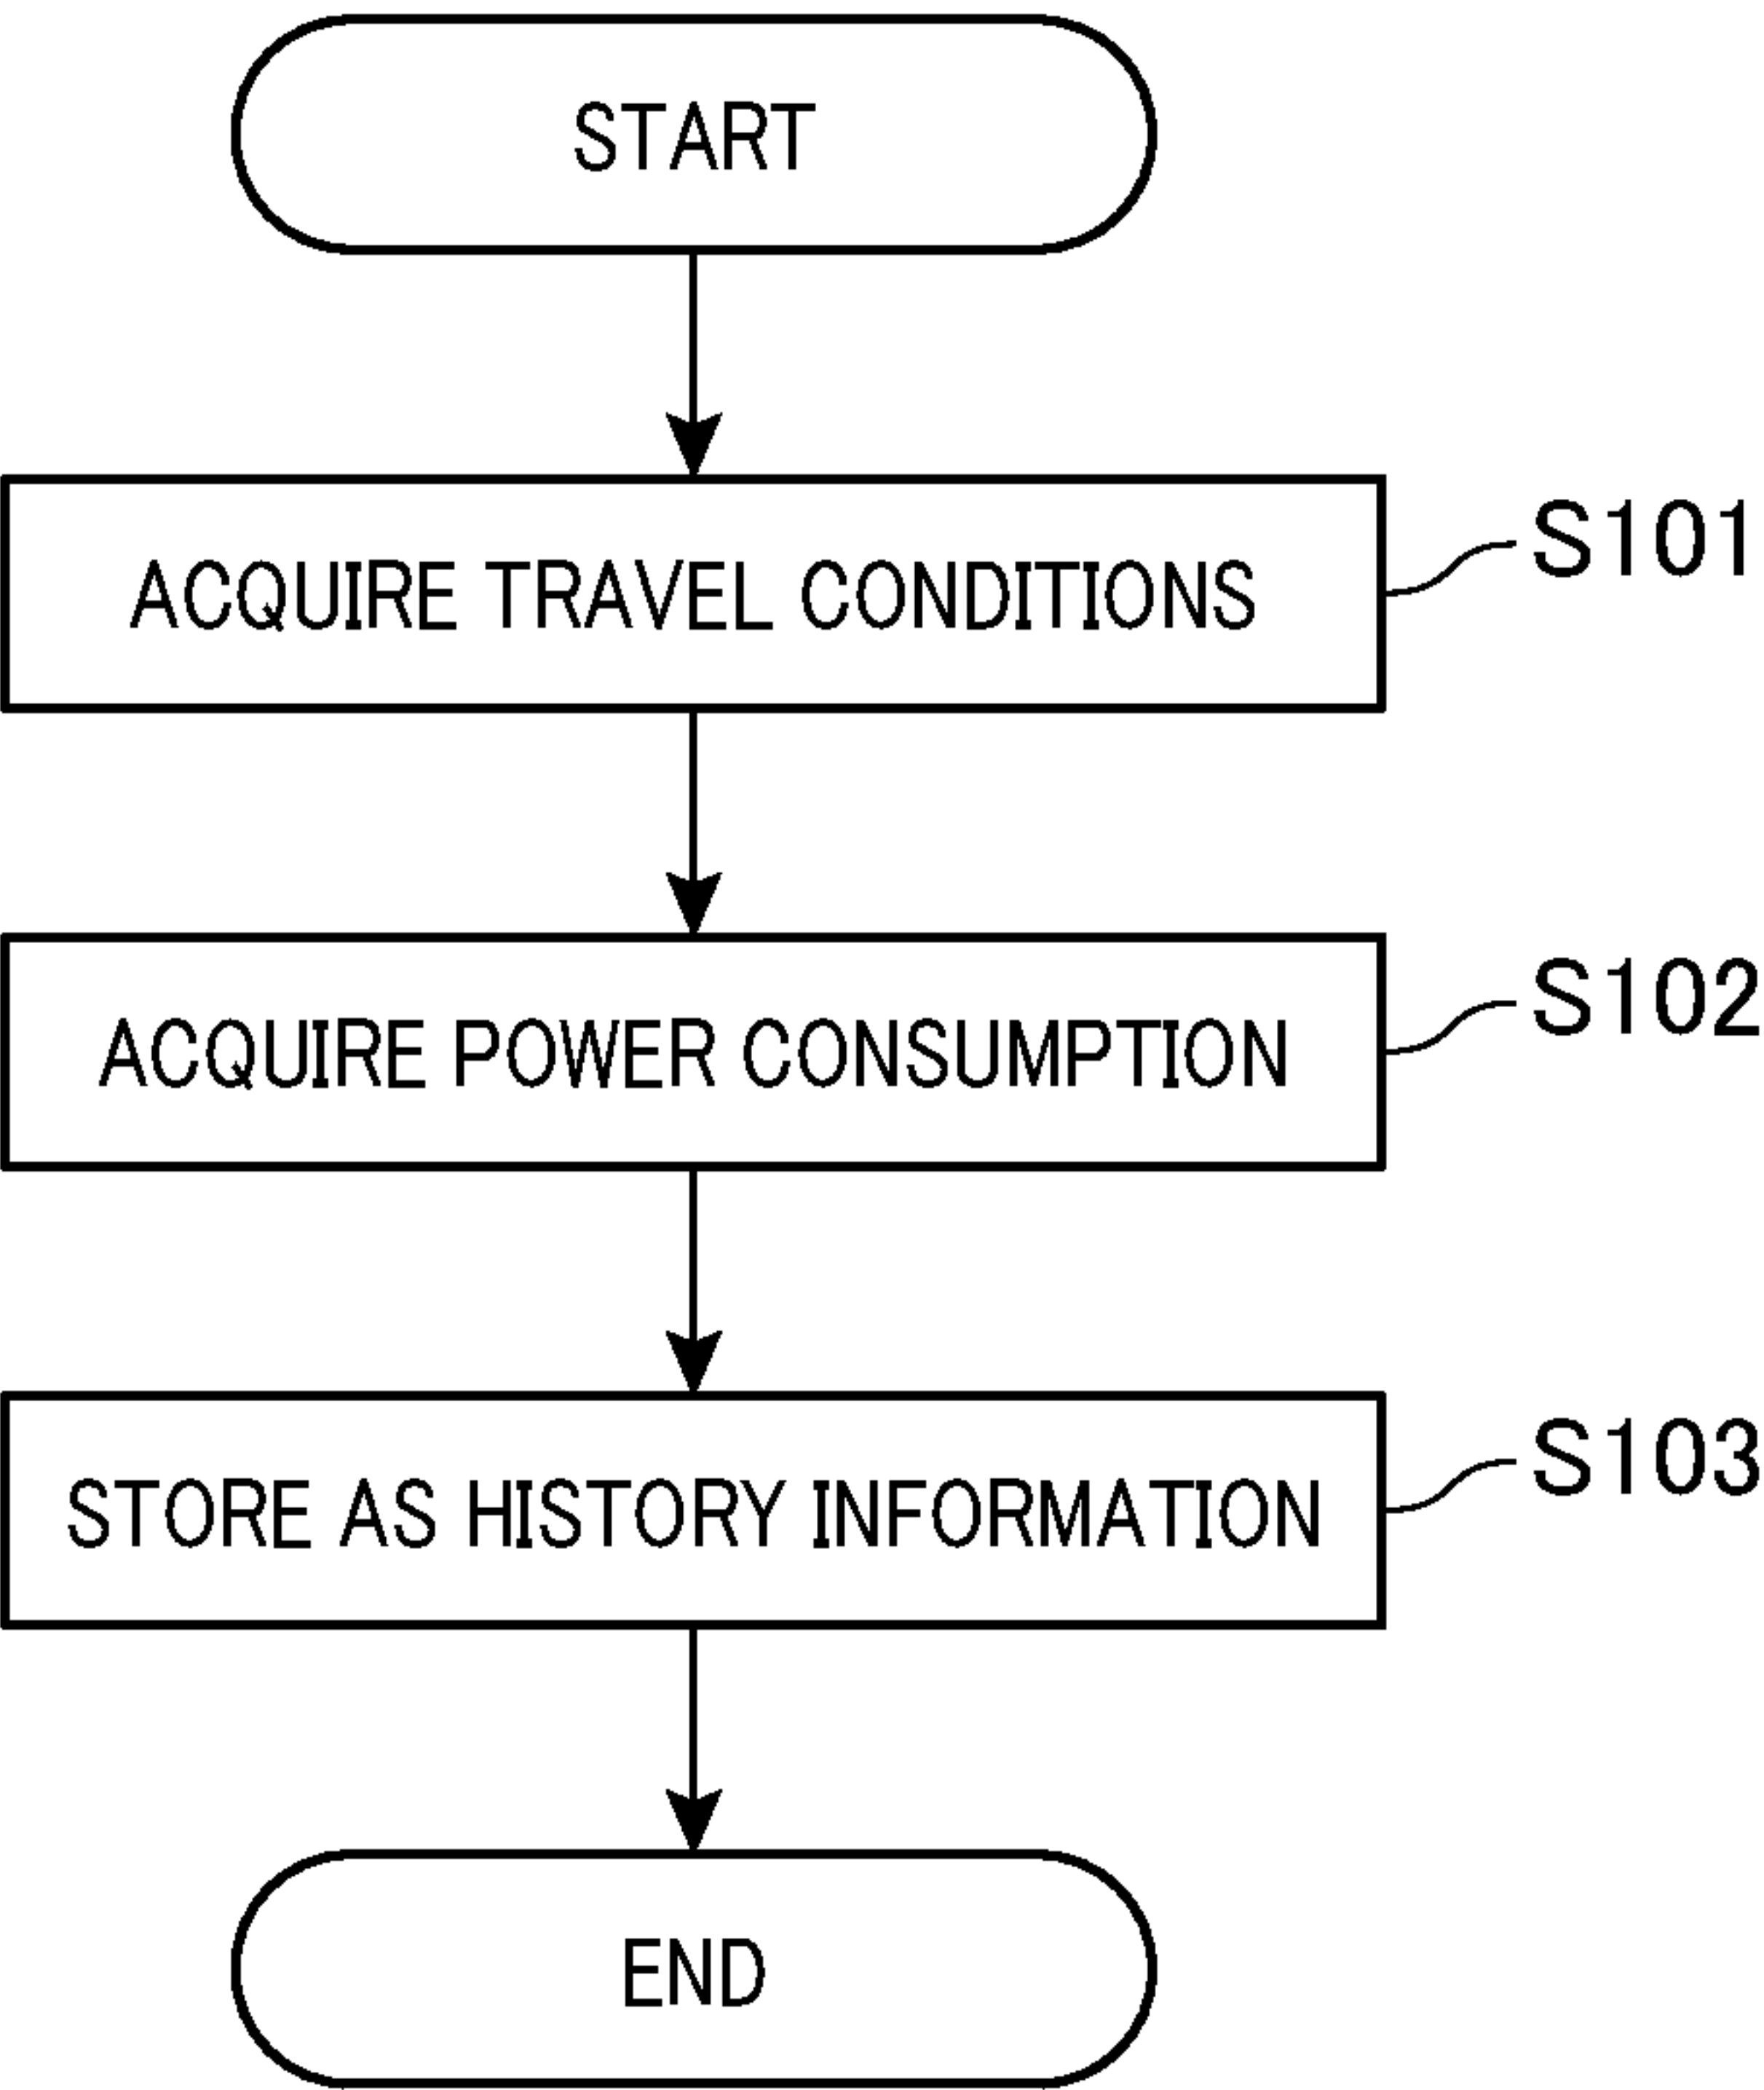 START
ACQUIRE TRAVEL CONDITIONS
S101
ACQUIRE POWER CONSUMPTION
S102
STORE AS HISTORY INFORMATION
S103
END